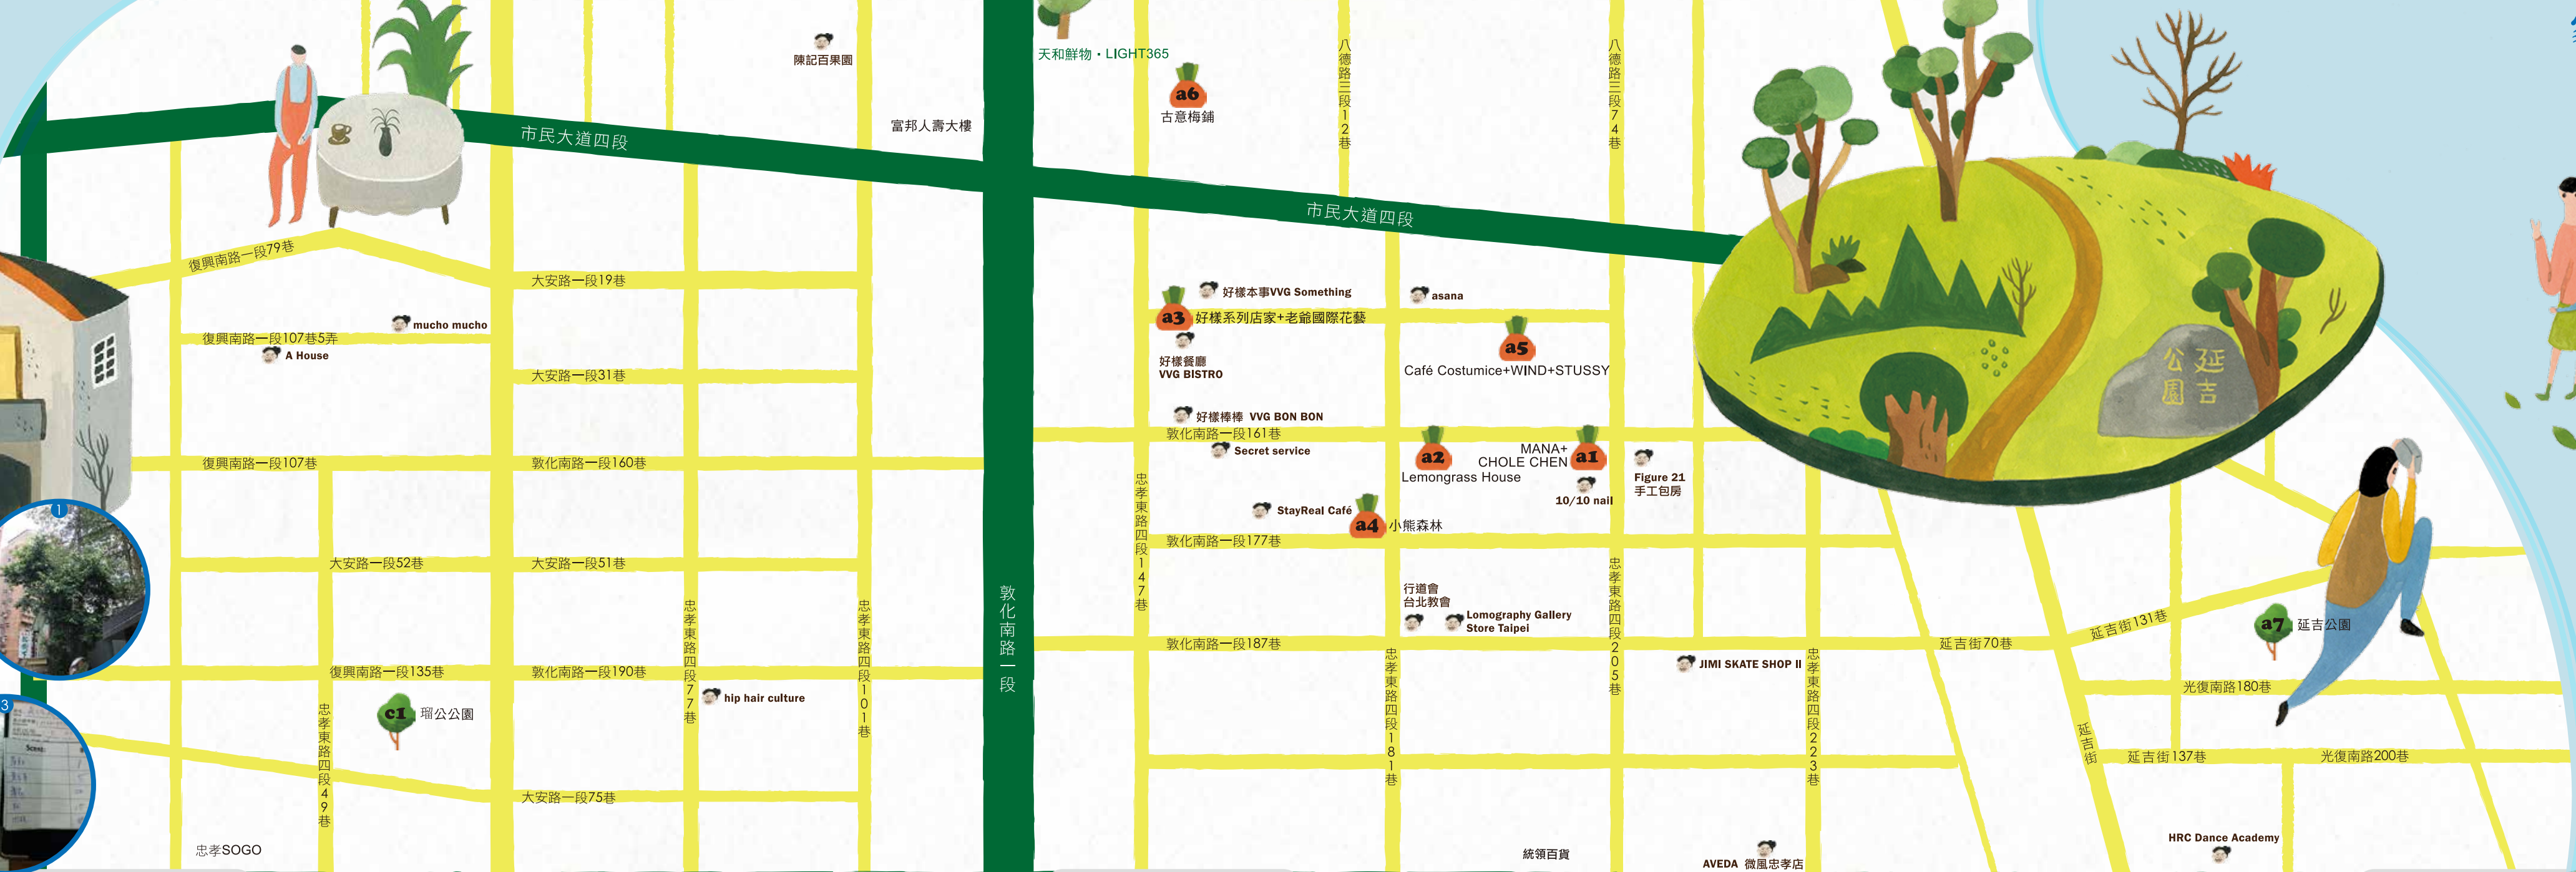 陳記百果園
天和鮮物・LIGHT365
a6
古意梅鋪
八德路三段12巷
八德路三段74巷
富邦人壽大樓
市民大道四段
市民大道四段
復興南路一段79巷
大安路一段19巷
mucho mucho
復興南路一段107巷5弄
A House
大安路一段31巷
好樣本事VVG Something
asana
a3
好樣系列店家+老爺國際花藝
好樣餐廳
VVG BISTRO
a5
Café Costumice+WIND+STUSSY
延吉
公園
好樣棒棒 VVG BON BON
敦化南路一段161巷
Secret service
a2
Lemongrass House
MANA+
CHOLE CHEN
a1
10/10 nail
Figure 21
手工包房
復興南路一段107巷
敦化南路一段160巷
忠孝東路四段147巷
StayReal Café
a4
小熊森林
敦化南路一段177巷
1
大安路一段52巷
大安路一段51巷
敦化南路一段
忠孝東路四段77巷
忠孝東路四段101巷
忠孝東路四段205巷
行道會
台北教會
Lomography Gallery
Store Taipei
敦化南路一段187巷
延吉街70巷
延吉街131巷
a7
延吉公園
JIMI SKATE SHOP II
忠孝東路四段181巷
忠孝東路四段223巷
復興南路一段135巷
敦化南路一段190巷
hip hair culture
c1
瑠公公園
忠孝東路四段49巷
3
光復南路180巷
延吉街
延吉街137巷
光復南路200巷
大安路一段75巷
忠孝SOGO
統領百貨
AVEDA 微風忠孝店
HRC Dance Academy